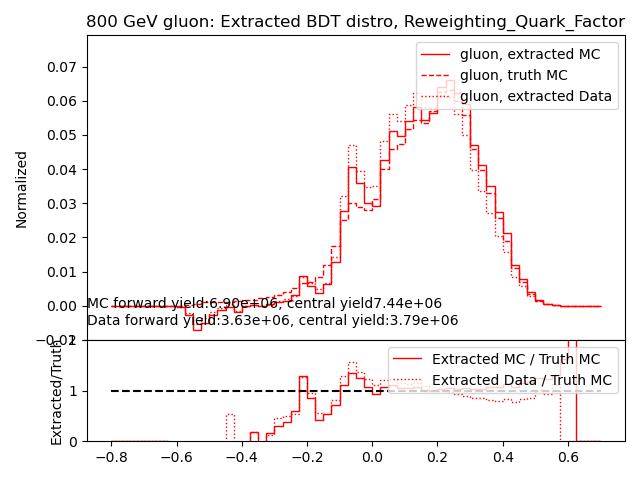 800 GeV gluon: Extracted BDT distro, Reweighting_Quark_Factor
gluon, extracted MC
gluon, truth MC
gluon, extracted Data
0.07
0.06
0.05
0.04
0.03
0.02
0.01
0.00
−0.01
Normalized
MC forward yield:6.90e+06, central yield7.44e+06
Data forward yield:3.63e+06, central yield:3.79e+06
Extracted MC / Truth MC
Extracted Data / Truth MC
2
1
0
Extracted/Truth
−0.8 −0.6 −0.4 −0.2 0.0 0.2 0.4 0.6